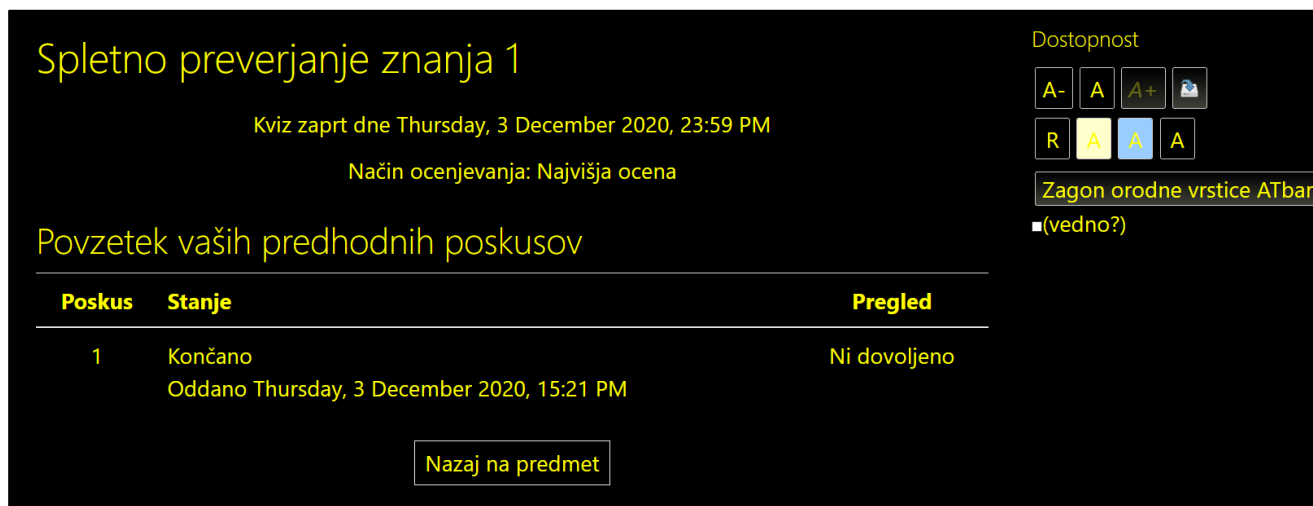 Spletno preverjanje znanja 1
Kviz zaprt dne Thursday, 3 December 2020, 23:59 PM
Način ocenjevanja: Najvišja ocena
Povzetek vaših predhodnih poskusov
Poskus Stanje Pregled
1 Končano Ni dovoljeno
Oddano Thursday, 3 December 2020, 15:21 PM
Nazaj na predmet
Dostopnost
A- A A+
R A A A
Zagon orodne vrstice ATbar
(vedno?)